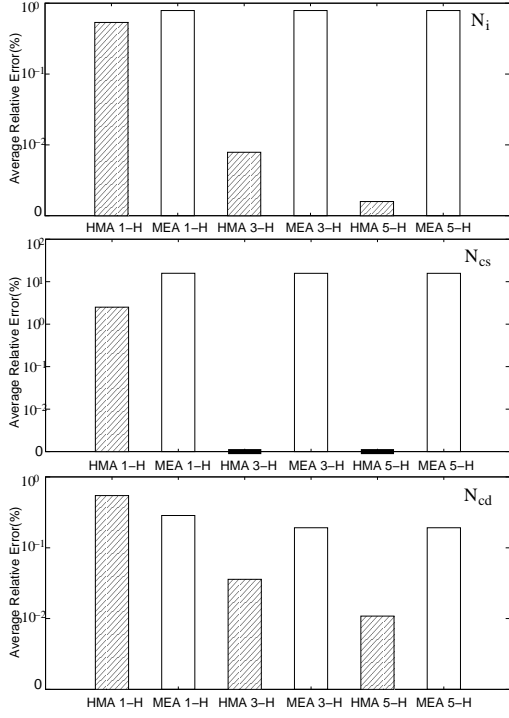 10^0
N_i
10^-1
10^-2
0
Average Relative Error(%)
HMA 1-H MEA 1-H HMA 3-H MEA 3-H HMA 5-H MEA 5-H
10^2
N_cs
10^1
10^0
10^-1
10^-2
0
Average Relative Error(%)
HMA 1-H MEA 1-H HMA 3-H MEA 3-H HMA 5-H MEA 5-H
10^0
N_cd
10^-1
10^-2
0
Average Relative Error(%)
HMA 1-H MEA 1-H HMA 3-H MEA 3-H HMA 5-H MEA 5-H